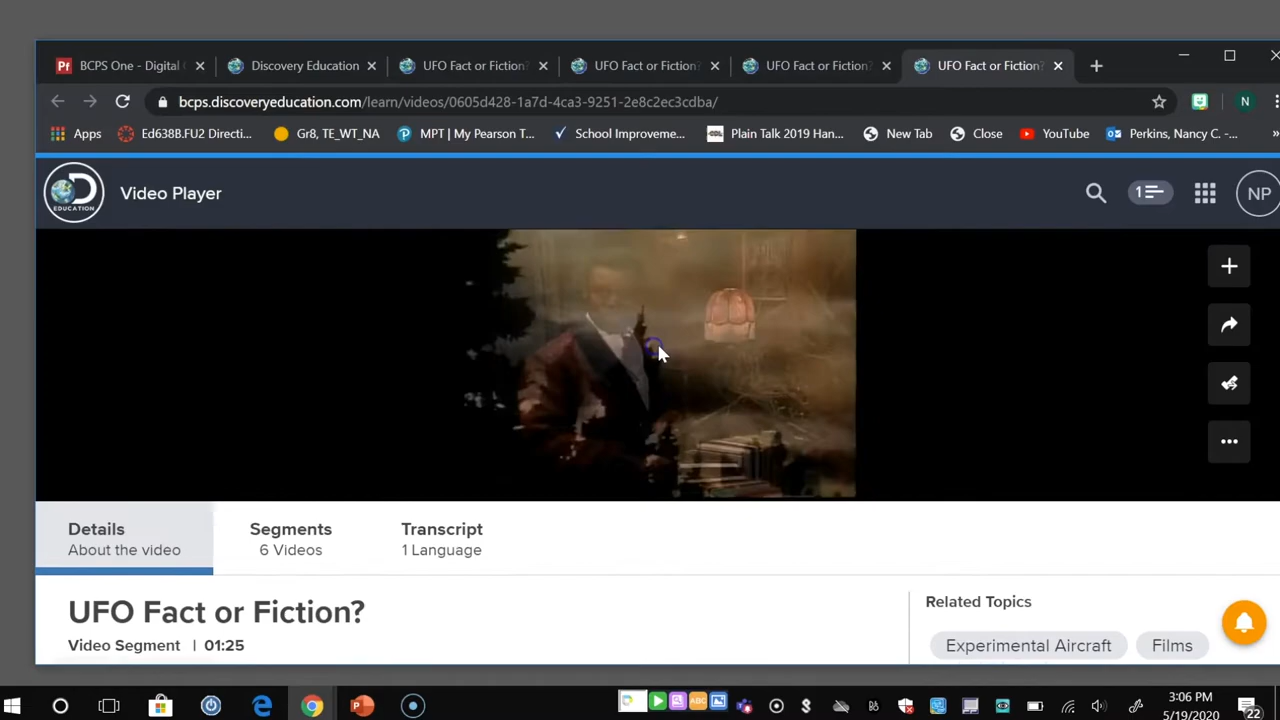 BCPS One - Digital
Discovery Education
UFO Fact or Fiction?
UFO Fact or Fiction?
UFO Fact or Fiction?
UFO Fact or Fiction?
bcps.discoveryeducation.com/learn/videos/0605d428-1a7d-4ca3-9251-2e8c2ec3cdba/
N
Apps
Ed638B.FU2 Directi...
Gr8, TE_WT_NA
MPT | My Pearson T...
School Improveme...
Plain Talk 2019 Han...
New Tab
Close
YouTube
Perkins, Nancy C. -...
»
D
EDUCATION
Video Player
1
NP
Details
About the video
Segments
6 Videos
Transcript
1 Language
UFO Fact or Fiction?
Video Segment | 01:25
Related Topics
Experimental Aircraft
Films
ABC
3:06 PM
5/19/2020
22